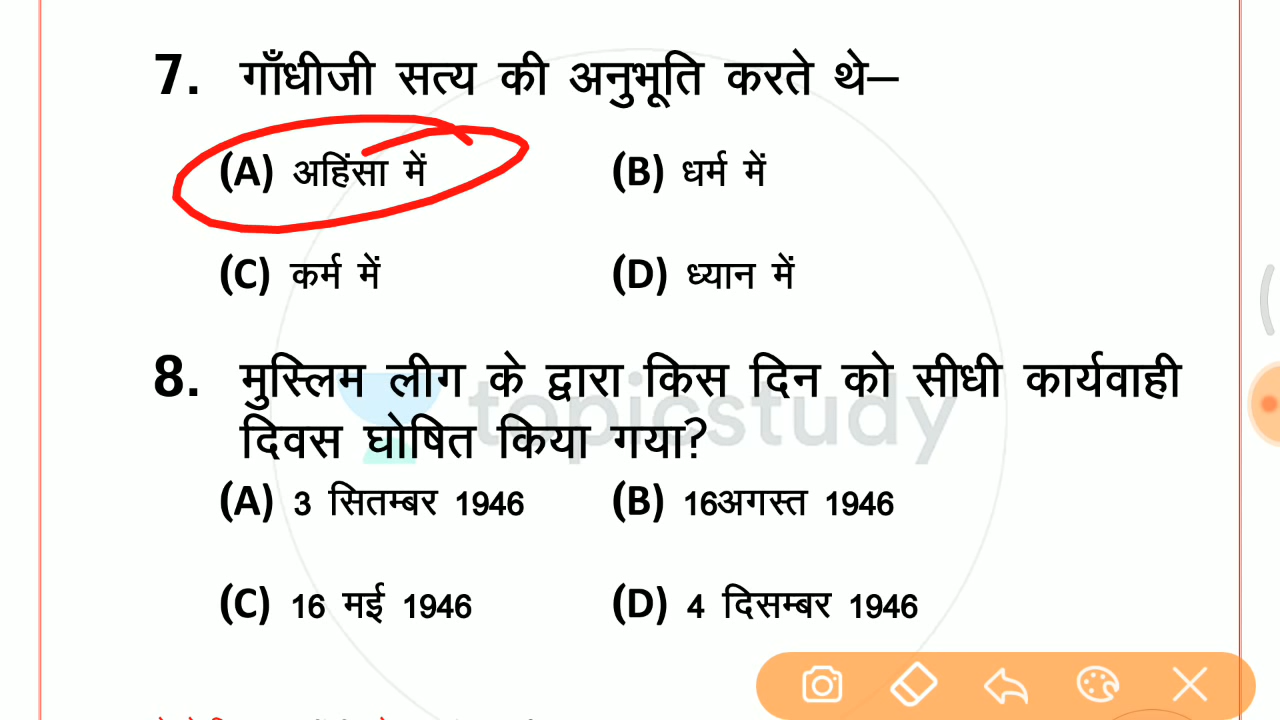 7. गाँधीजी सत्य की अनुभूति करते थे–
(A) अहिंसा में (B) धर्म में
(C) कर्म में (D) ध्यान में
8. मुस्लिम लीग के द्वारा किस दिन को सीधी कार्यवाही
दिवस घोषित किया गया?
topicstudy
(A) 3 सितम्बर 1946 (B) 16अगस्त 1946
(C) 16 मई 1946 (D) 4 दिसम्बर 1946